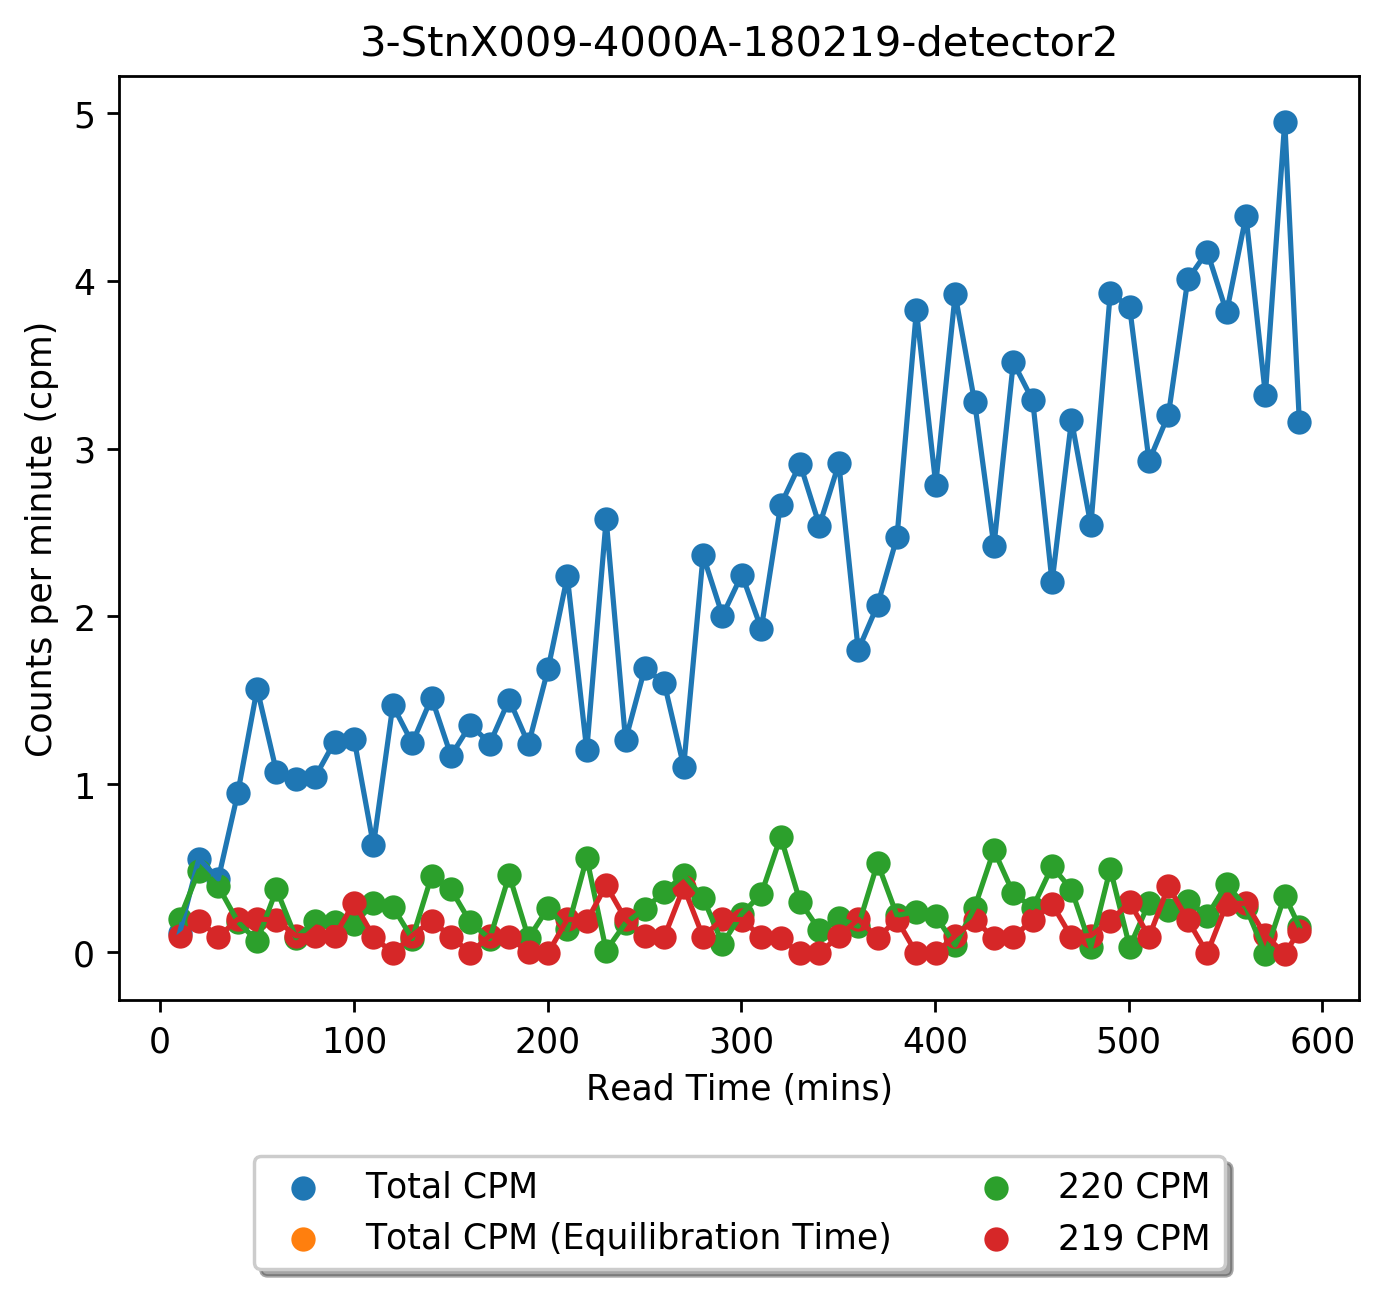 3-StnX009-4000A-180219-detector2
Counts per minute (cpm)
5
4
3
2
1
0
0 100 200 300 400 500 600
Read Time (mins)
Total CPM
Total CPM (Equilibration Time)
220 CPM
219 CPM